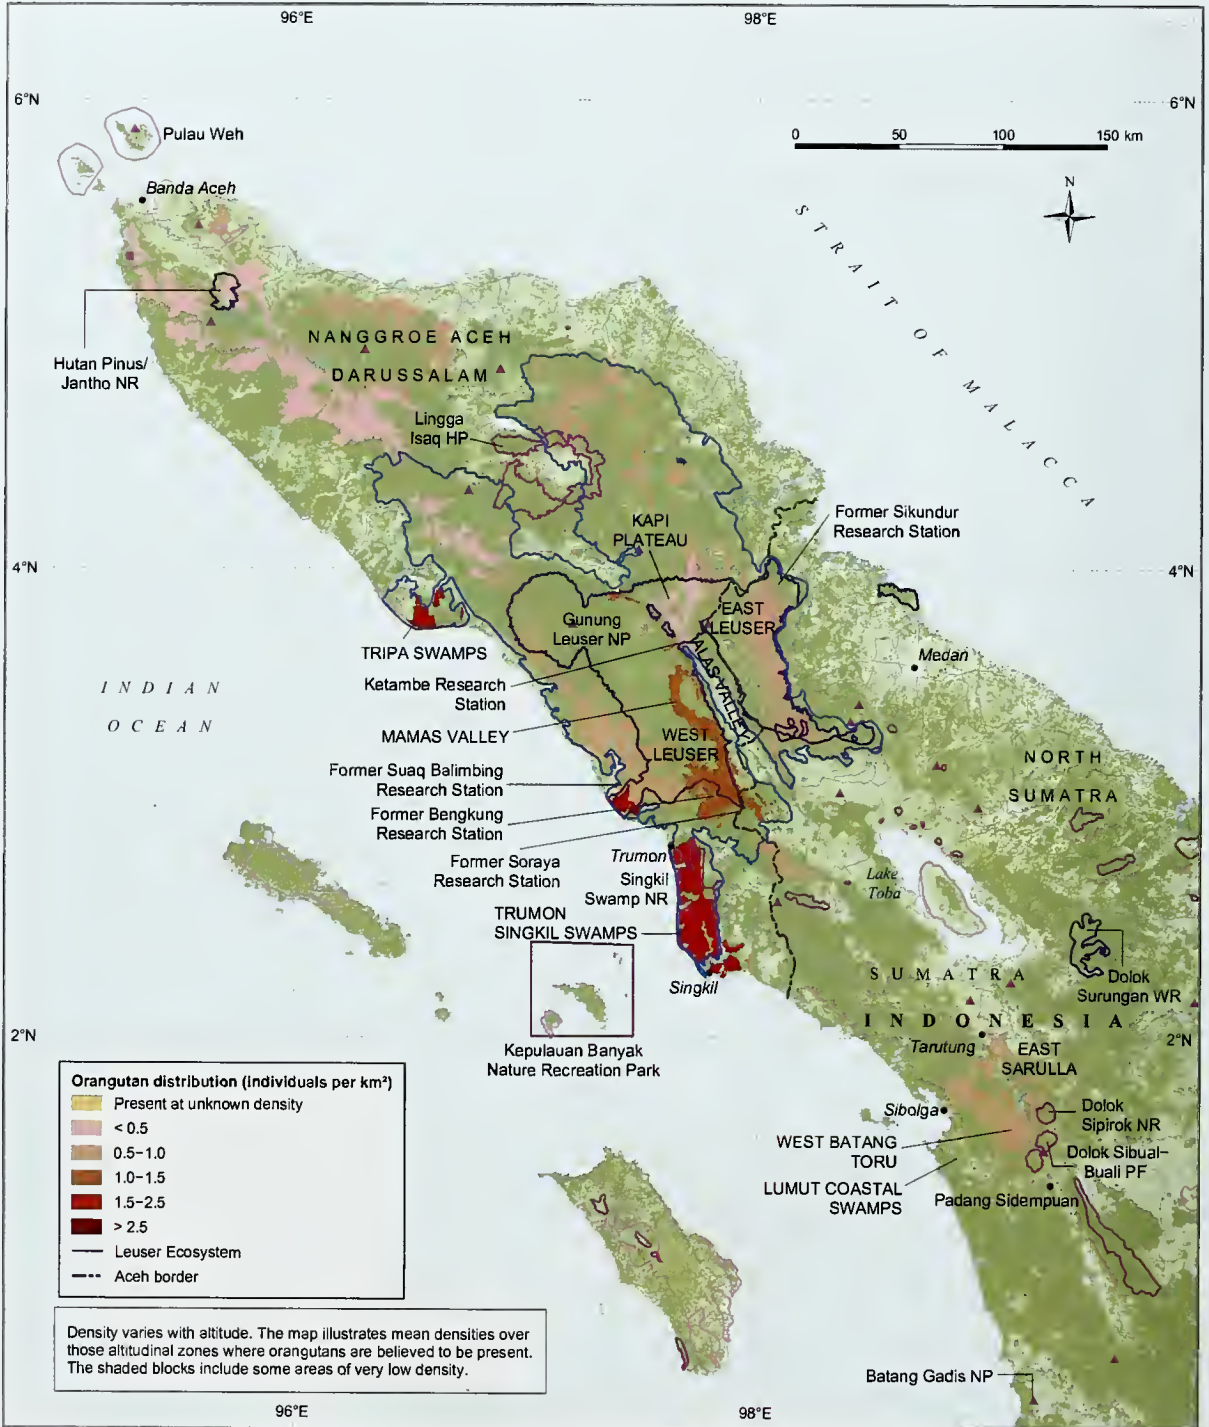 96°E
98°E
6°N
6°N
Pulau Weh
0 50 100 150 km
Banda Aceh
N
STRAIT OF MALACCA
Hutan Pinus/
Jantho NR
NANGGROE ACEH
DARUSSALAM
Lingga
Isaq HP
KAPI
PLATEAU
Former Sikundur
Research Station
4°N
4°N
EAST
LEUSER
Gunung
Leuser NP
TRIPA SWAMPS
ALAS VALLEY
Medan
INDIAN
OCEAN
Ketambe Research
Station
MAMAS VALLEY
WEST
LEUSER
NORTH
SUMATRA
Former Suaq Balimbing
Research Station
Former Bengkung
Research Station
Former Soraya
Research Station
Trumon
Singkil
Swamp NR
Lake
Toba
TRUMON
SINGKIL SWAMPS
Singkil
SUMATRA
Dolok
Surungan WR
INDONESIA
2°N
2°N
Tarutung
EAST
SARULLA
Kepulauan Banyak
Nature Recreation Park
Sibolga
Dolok
Sipirok NR
WEST BATANG
TORU
Dolok Sibual-
Buali PF
LUMUT COASTAL
SWAMPS
Padang Sidempuan
Orangutan distribution (individuals per km²)
Present at unknown density
< 0.5
0.5–1.0
1.0–1.5
1.5–2.5
> 2.5
Leuser Ecosystem
Aceh border
Density varies with altitude. The map illustrates mean densities over
those altitudinal zones where orangutans are believed to be present.
The shaded blocks include some areas of very low density.
Batang Gadis NP
96°E
98°E